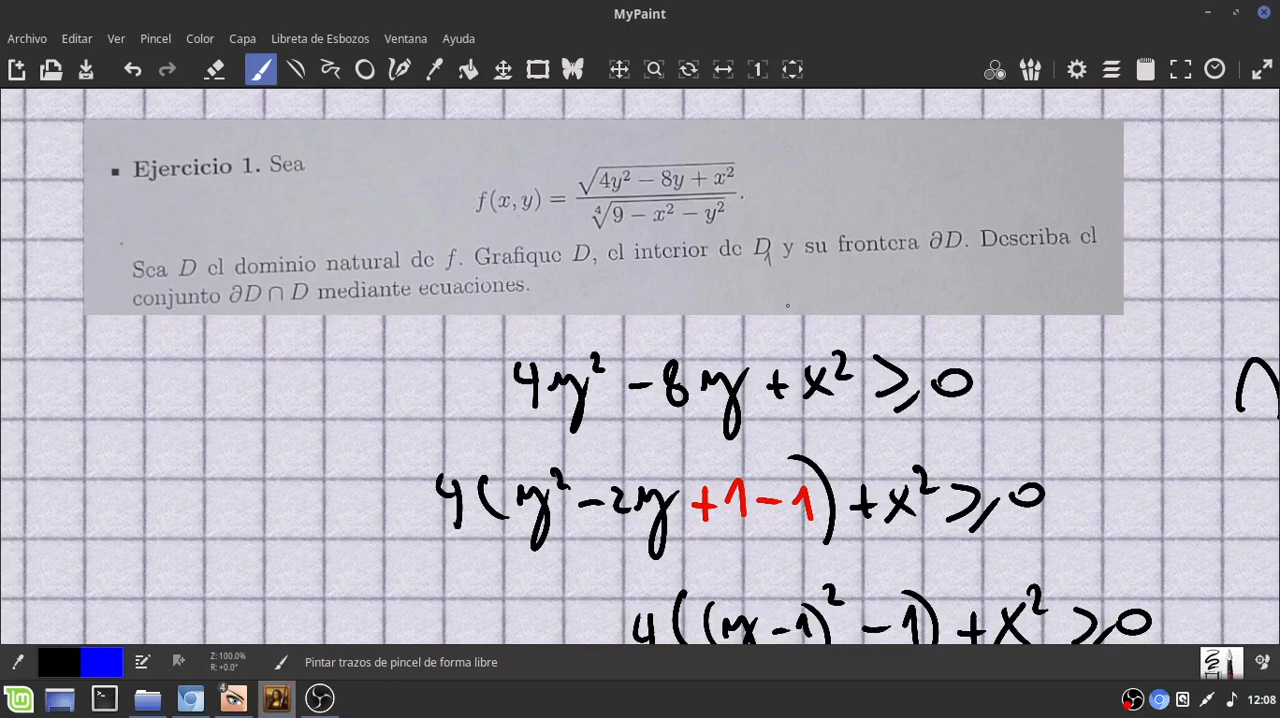 MyPaint
Archivo Editar Ver Pincel Color Capa Libreta de Esbozos Ventana Ayuda
▪ Ejercicio 1. Sea
f(x, y) = √(4y² − 8y + x²) / ∜(9 − x² − y²).
Sea D el dominio natural de f. Grafique D, el interior de D y su frontera ∂D. Describa el
conjunto ∂D ∩ D mediante ecuaciones.
4y² - 8y + x² ≥ 0
4(y² - 2y + 1 - 1) + x² ≥ 0
4((y - 1)² - 1) + x² ≥ 0
Z: 100.0%
R: +0.0°
Pintar trazos de pincel de forma libre
4
12:08